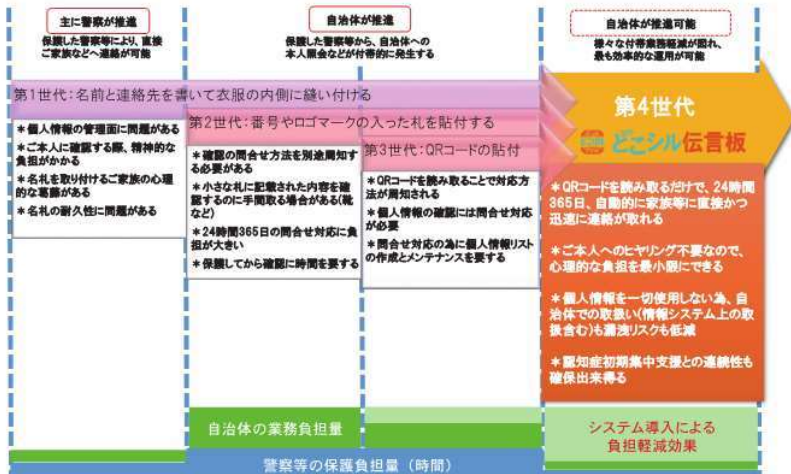 主に警察が推進
保護した警察等により、直接
ご家族などへ連絡が可能
自治体が推進
保護した警察等から、自治体への
本人照会などが付帯的に発生する
自治体が推進可能
様々な付帯業務軽減が図れ、
最も効率的な運用が可能
第1世代：名前と連絡先を書いて衣服の内側に縫い付ける
＊個人情報の管理面に問題がある
＊ご本人に確認する際、精神的な
負担がかかる
＊名札を取り付けるご家族の心理
的な葛藤がある
＊名札の耐久性に問題がある
第2世代：番号やロゴマークの入った札を貼付する
＊確認の問合せ方法を別途周知す
る必要がある
＊小さな札に記載された内容を確
認するのに手間取る場合がある(靴
など)
＊24時間365日の問合せ対応に負
担が大きい
＊保護してから確認に時間を要する
第3世代：QRコードの貼付
＊QRコードを読み取ることで対応方
法が周知される
＊個人情報の確認には問合せ対応
が必要
＊問合せ対応の為に個人情報リスト
の作成とメンテナンスを要する
第4世代
どこシル伝言板
＊QRコードを読み取るだけで、24時間
365日、自動的に家族等に直接かつ
迅速に連絡が取れる
＊ご本人へのヒヤリング不要なので、
心理的な負担を最小限にできる
＊個人情報を一切使用しない為、自
治体での取扱い(情報システム上の取
扱含む)も漏洩リスクも低減
＊認知症初期集中支援との連続性も
確保出来得る
自治体の業務負担量
システム導入による
負担軽減効果
警察等の保護負担量（時間）